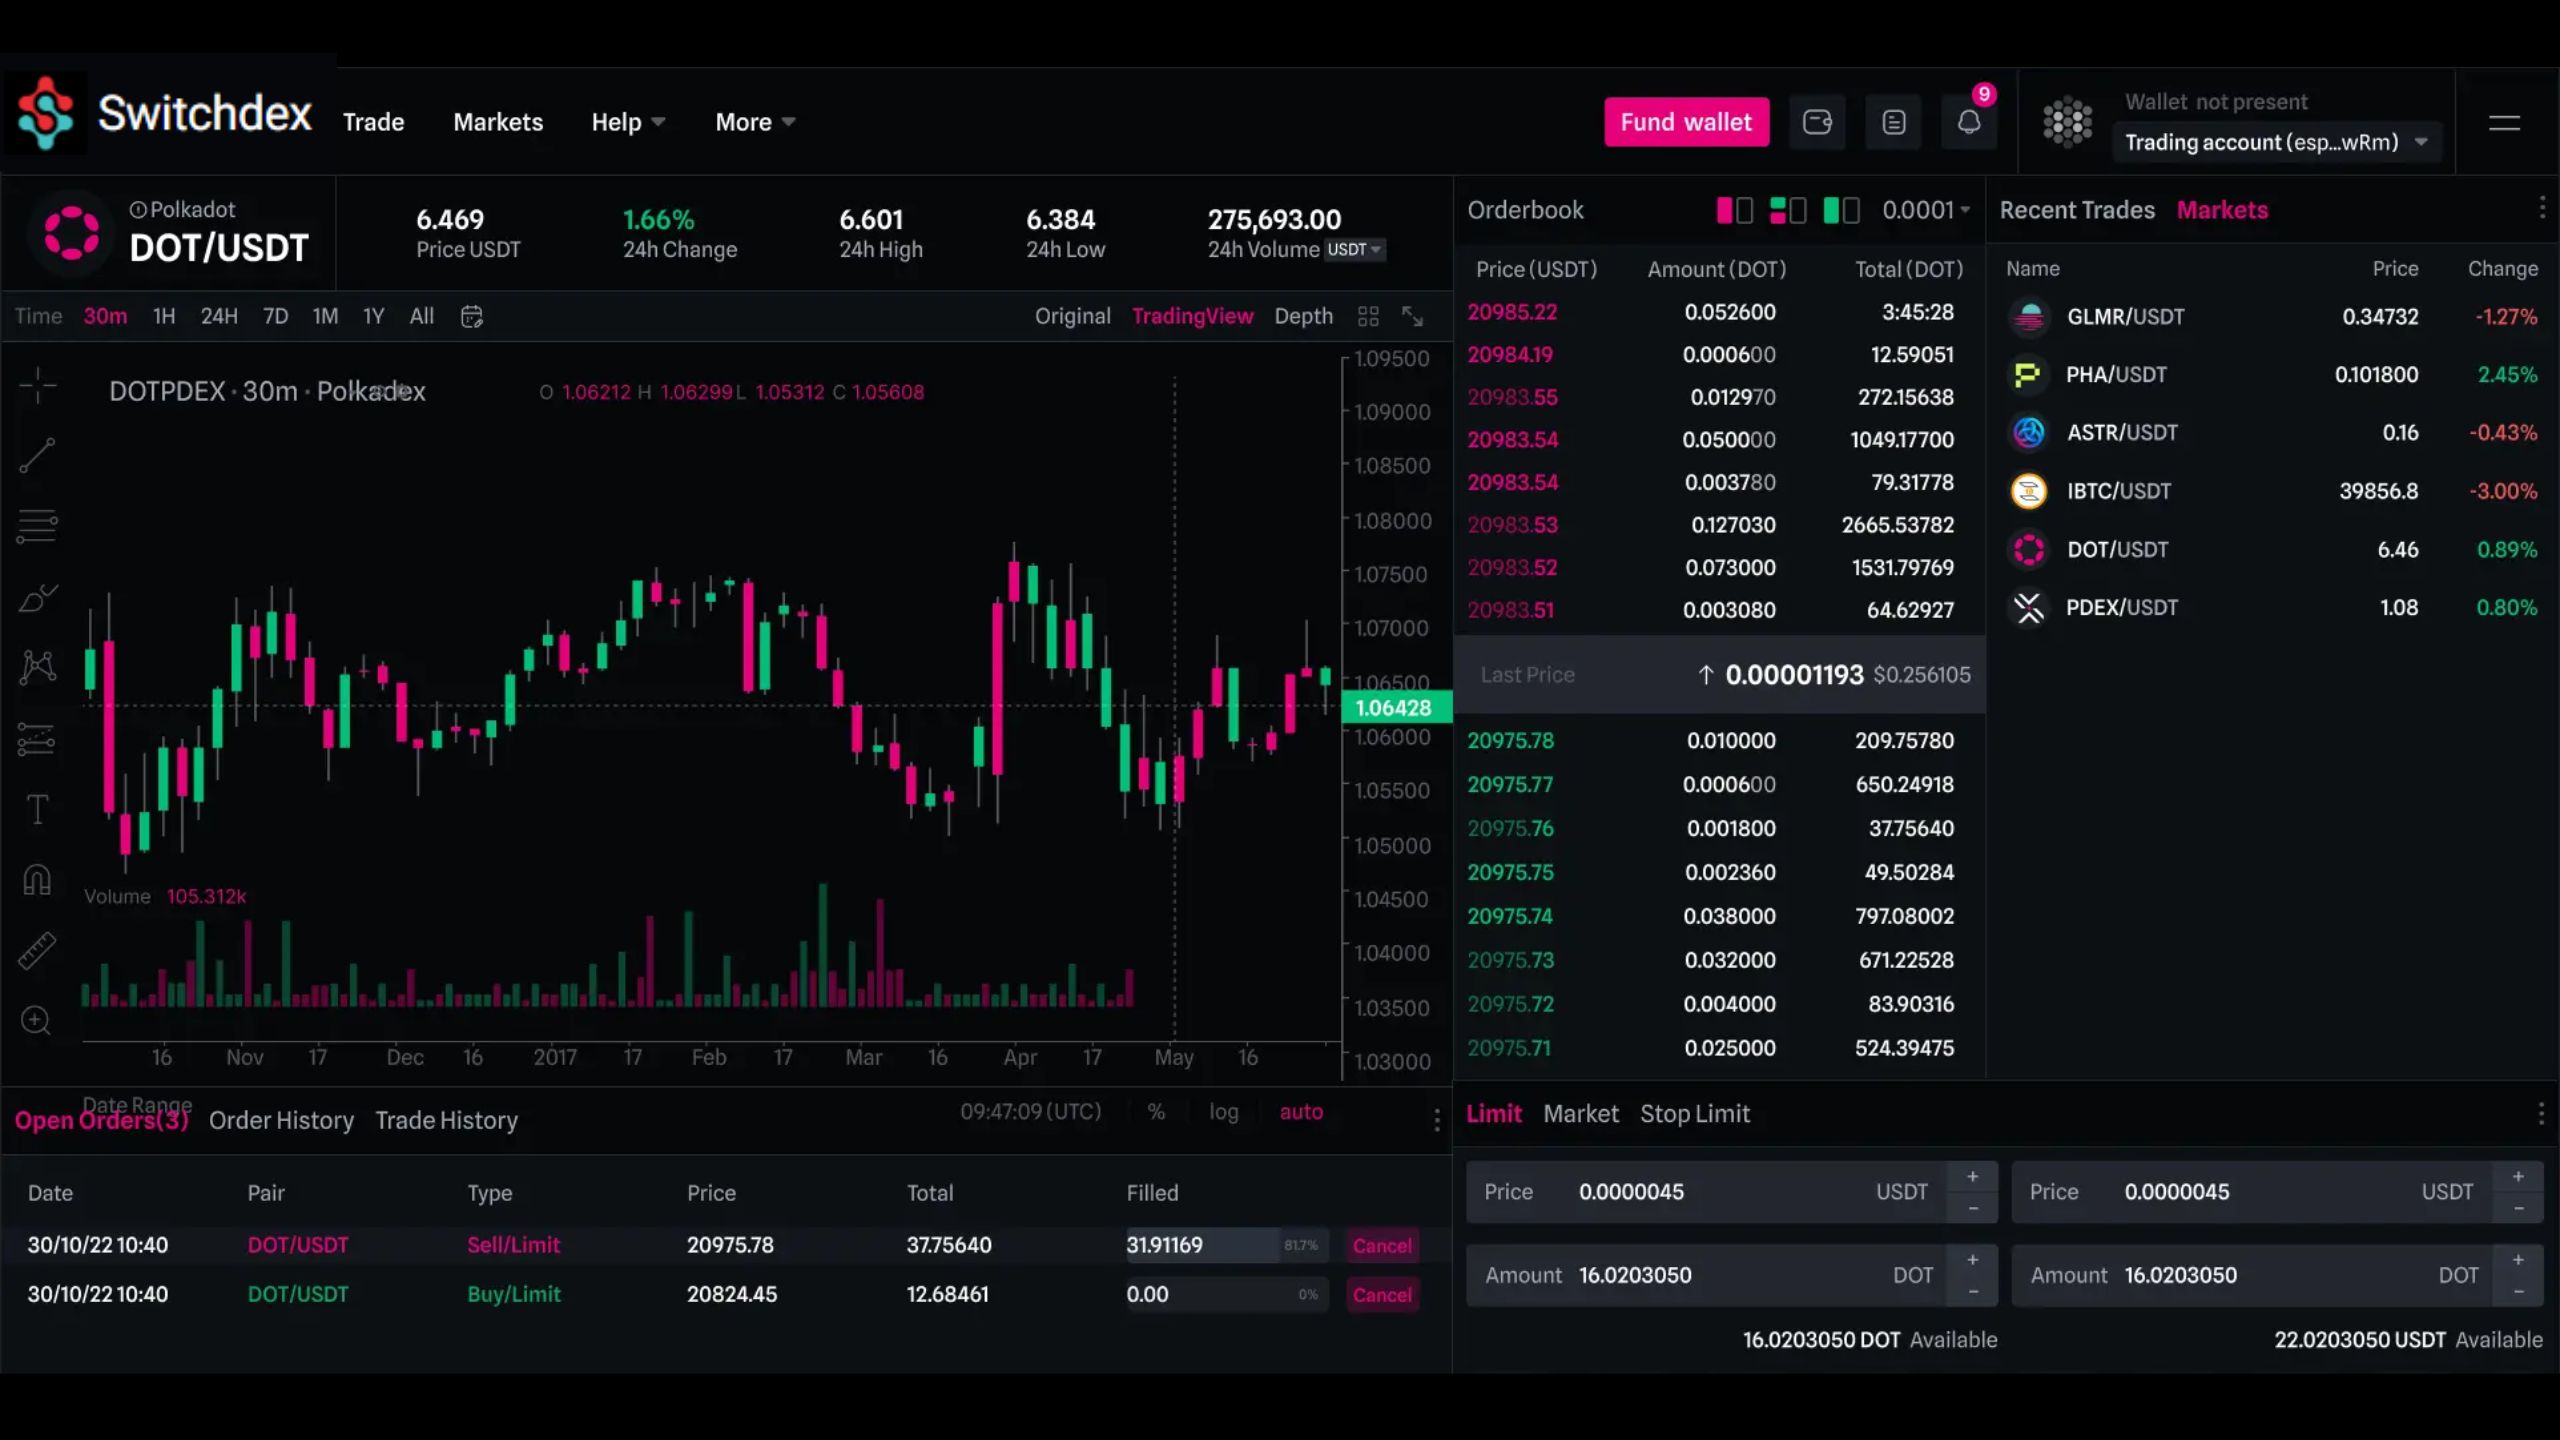 Switchdex
Trade Markets Help More
Fund wallet
9
Wallet not present
Trading account (esp...wRm)
Polkadot
DOT/USDT
6.469 1.66% 6.601 6.384 275,693.00
Price USDT 24h Change 24h High 24h Low 24h Volume USDT
Time 30m 1H 24H 7D 1M 1Y All
Original TradingView Depth
DOTPDEX · 30m · Polkadex
O 1.06212 H 1.06299 L 1.05312 C 1.05608
1.09500
1.09000
1.08500
1.08000
1.07500
1.07000
1.06500
1.06428
1.06000
1.05500
1.05000
1.04500
1.04000
1.03500
1.03000
Volume 105.312k
16 Nov 17 Dec 16 2017 17 Feb 17 Mar 16 Apr 17 May 16
Date Range
09:47:09 (UTC) % log auto
Orderbook 0.0001
Price (USDT) Amount (DOT) Total (DOT)
20985.22 0.052600 3:45:28
20984.19 0.000600 12.59051
20983.55 0.012970 272.15638
20983.54 0.050000 1049.17700
20983.54 0.003780 79.31778
20983.53 0.127030 2665.53782
20983.52 0.073000 1531.79769
20983.51 0.003080 64.62927
Last Price ↑ 0.00001193 $0.256105
20975.78 0.010000 209.75780
20975.77 0.000600 650.24918
20975.76 0.001800 37.75640
20975.75 0.002360 49.50284
20975.74 0.038000 797.08002
20975.73 0.032000 671.22528
20975.72 0.004000 83.90316
20975.71 0.025000 524.39475
Recent Trades Markets
Name Price Change
GLMR/USDT 0.34732 -1.27%
PHA/USDT 0.101800 2.45%
ASTR/USDT 0.16 -0.43%
IBTC/USDT 39856.8 -3.00%
DOT/USDT 6.46 0.89%
PDEX/USDT 1.08 0.80%
Open Orders(3) Order History Trade History
Date Pair Type Price Total Filled
30/10/22 10:40 DOT/USDT Sell/Limit 20975.78 37.75640 31.91169 81.7% Cancel
30/10/22 10:40 DOT/USDT Buy/Limit 20824.45 12.68461 0.00 0% Cancel
Limit Market Stop Limit
Price 0.0000045 USDT + −
Price 0.0000045 USDT + −
Amount 16.0203050 DOT + −
Amount 16.0203050 DOT + −
16.0203050 DOT Available
22.0203050 USDT Available